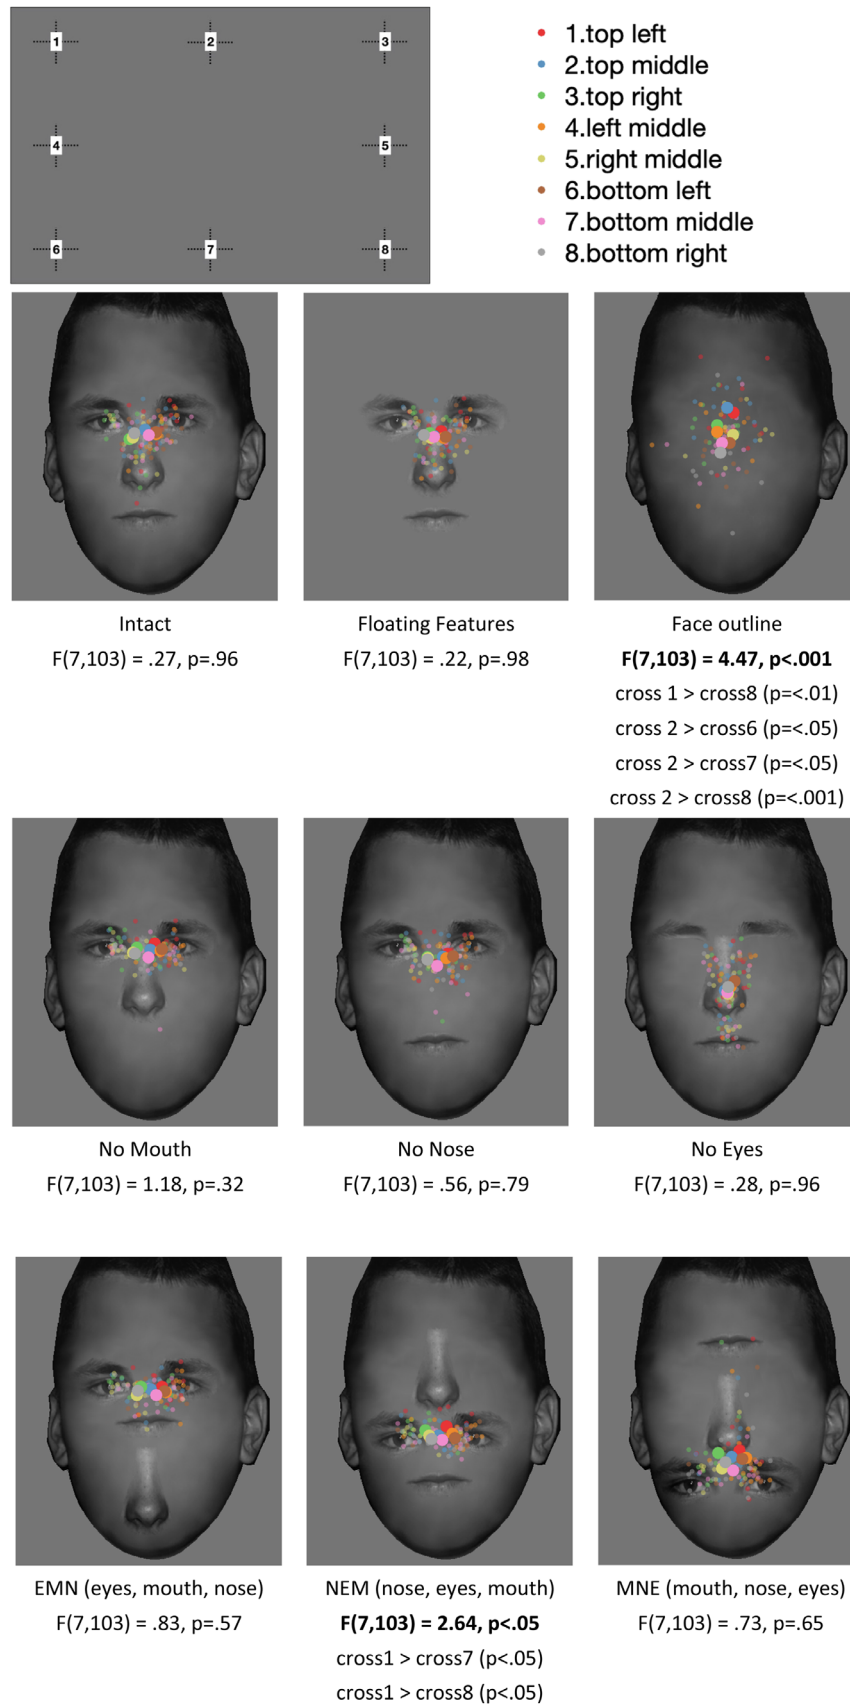 1
2
3
4
5
6
7
8
1.top left
2.top middle
3.top right
4.left middle
5.right middle
6.bottom left
7.bottom middle
8.bottom right
Intact
F(7,103) = .27, p=.96
Floating Features
F(7,103) = .22, p=.98
Face outline
F(7,103) = 4.47, p<.001
cross 1 > cross8 (p=<.01)
cross 2 > cross6 (p=<.05)
cross 2 > cross7 (p=<.05)
cross 2 > cross8 (p=<.001)
No Mouth
F(7,103) = 1.18, p=.32
No Nose
F(7,103) = .56, p=.79
No Eyes
F(7,103) = .28, p=.96
EMN (eyes, mouth, nose)
F(7,103) = .83, p=.57
NEM (nose, eyes, mouth)
F(7,103) = 2.64, p<.05
cross1 > cross7 (p<.05)
cross1 > cross8 (p<.05)
MNE (mouth, nose, eyes)
F(7,103) = .73, p=.65